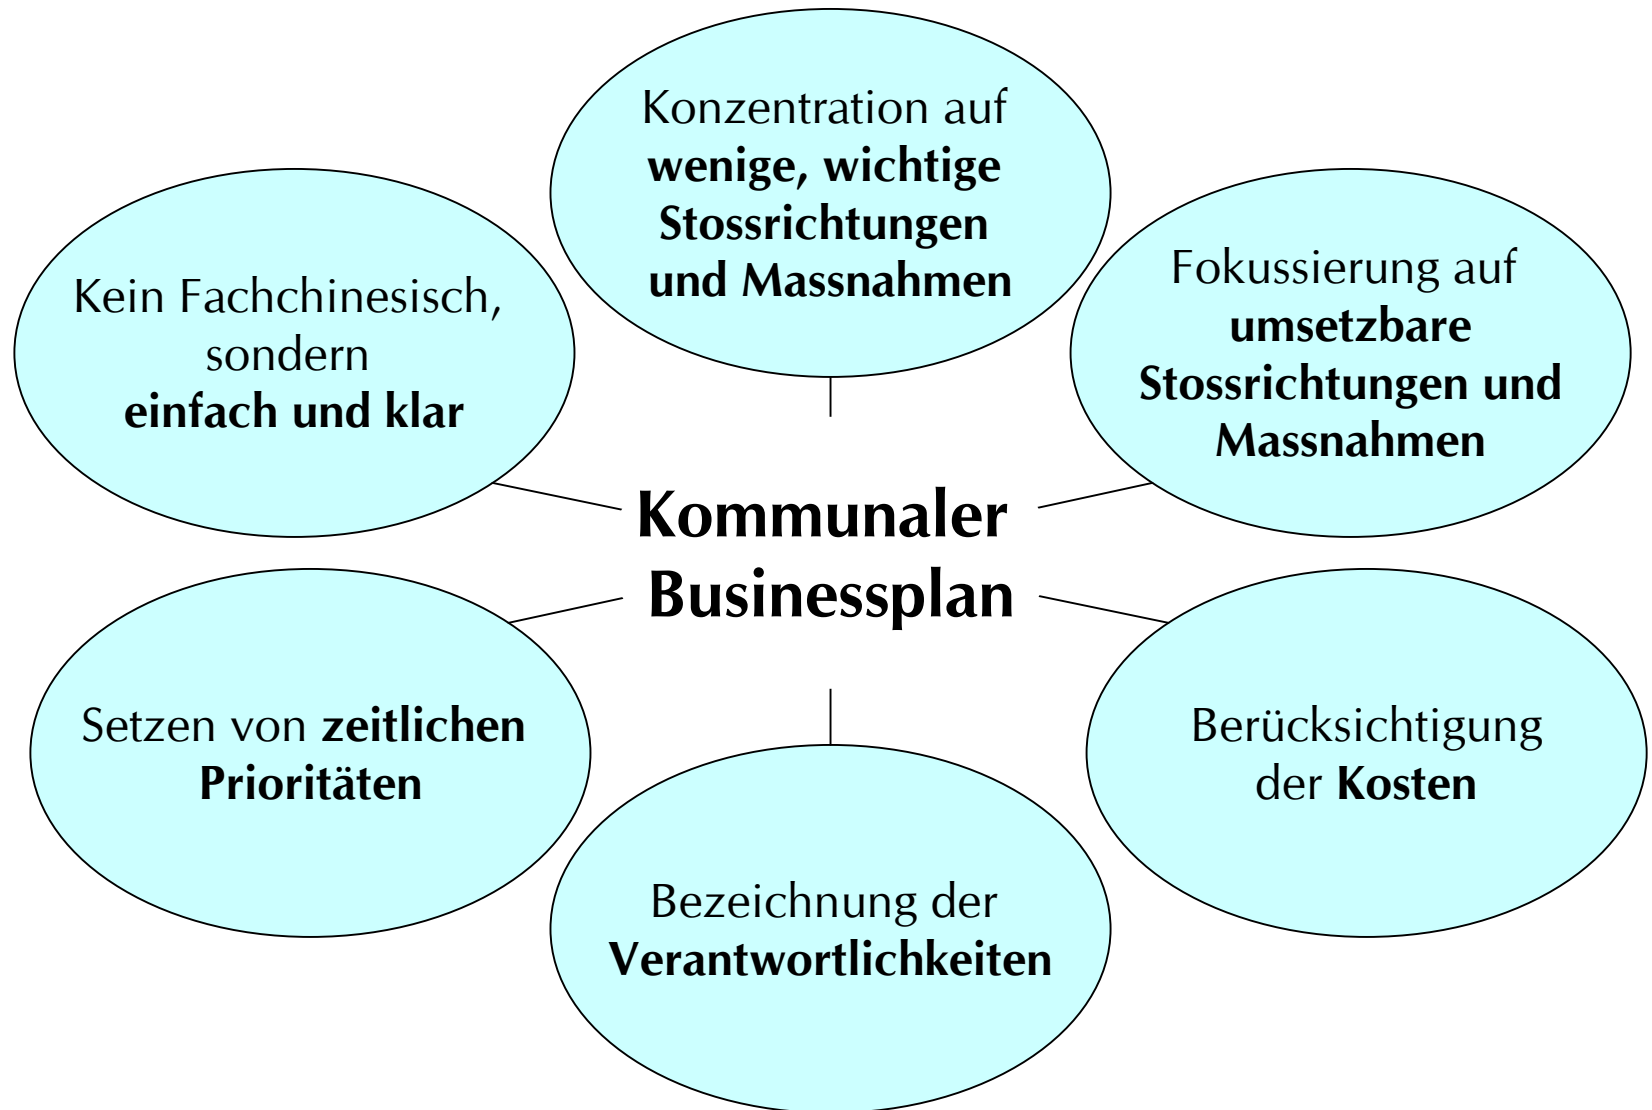 Konzentration auf
wenige, wichtige
Stossrichtungen
und Massnahmen
Kein Fachchinesisch,
sondern
einfach und klar
Fokussierung auf
umsetzbare
Stossrichtungen und
Massnahmen
Kommunaler
Businessplan
Setzen von zeitlichen
Prioritäten
Berücksichtigung
der Kosten
Bezeichnung der
Verantwortlichkeiten